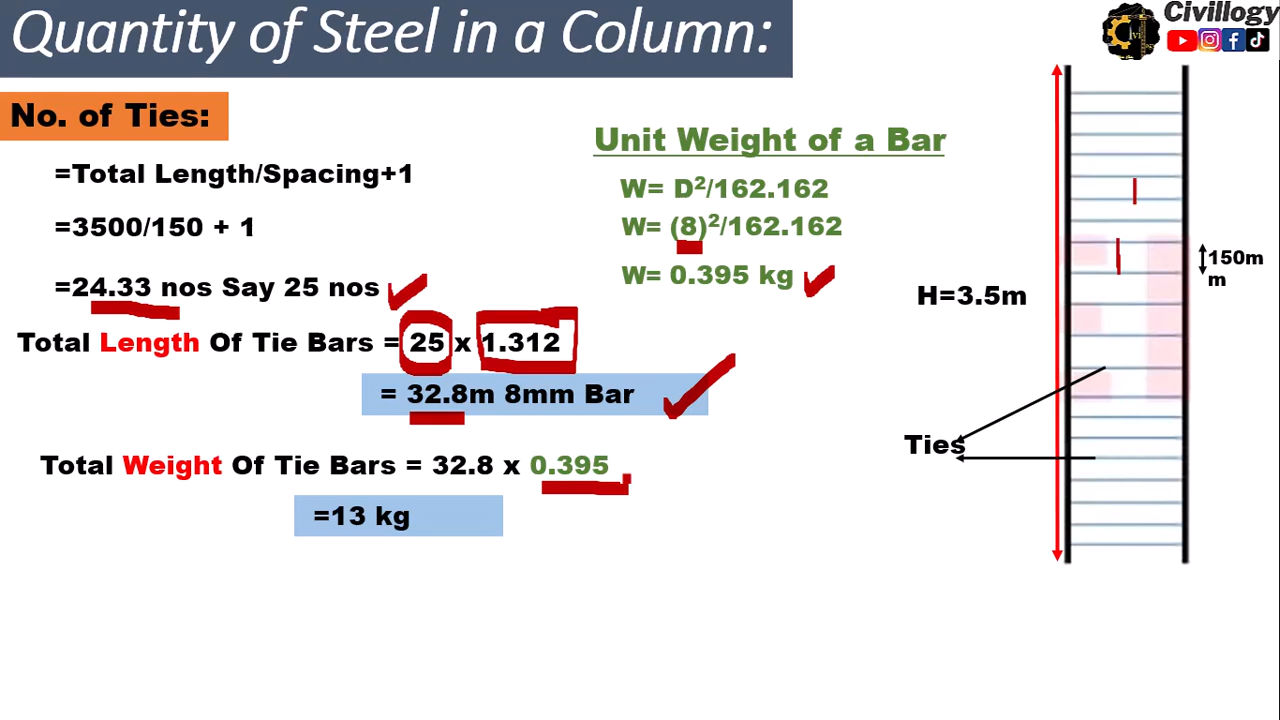 Quantity of Steel in a Column:
Civillogy
No. of Ties:
=Total Length/Spacing+1
=3500/150 + 1
=24.33 nos Say 25 nos
Total Length Of Tie Bars = 25 x 1.312
= 32.8m 8mm Bar
Total Weight Of Tie Bars = 32.8 x 0.395
=13 kg
Unit Weight of a Bar
W= D²/162.162
W= (8)²/162.162
W= 0.395 kg
H=3.5m
150m
m
Ties